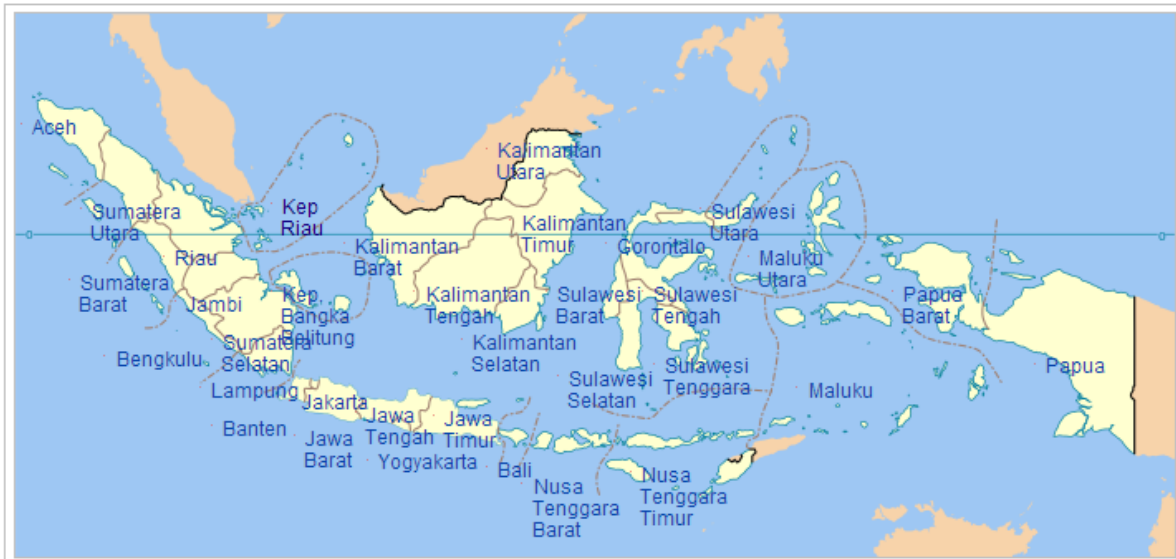 Aceh
Kalimantan
Utara
Sumatera
Utara
Kep
Riau
Kalimantan
Timur
Sulawesi
Utara
0
0
Kalimantan
Barat
Gorontalo
Riau
Maluku
Utara
Sumatera
Barat
Jambi
Kep.
Bangka
Belitung
Kalimantan
Tengah
Sulawesi
Barat
Sulawesi
Tengah
Papua
Barat
Bengkulu
Sumatera
Selatan
Kalimantan
Selatan
Sulawesi
Tenggara
Papua
Lampung
Sulawesi
Selatan
Maluku
Jakarta
Banten
Jawa
Tengah
Jawa
Timur
Jawa
Barat
Yogyakarta
Bali
Nusa
Tenggara
Barat
Nusa
Tenggara
Timur